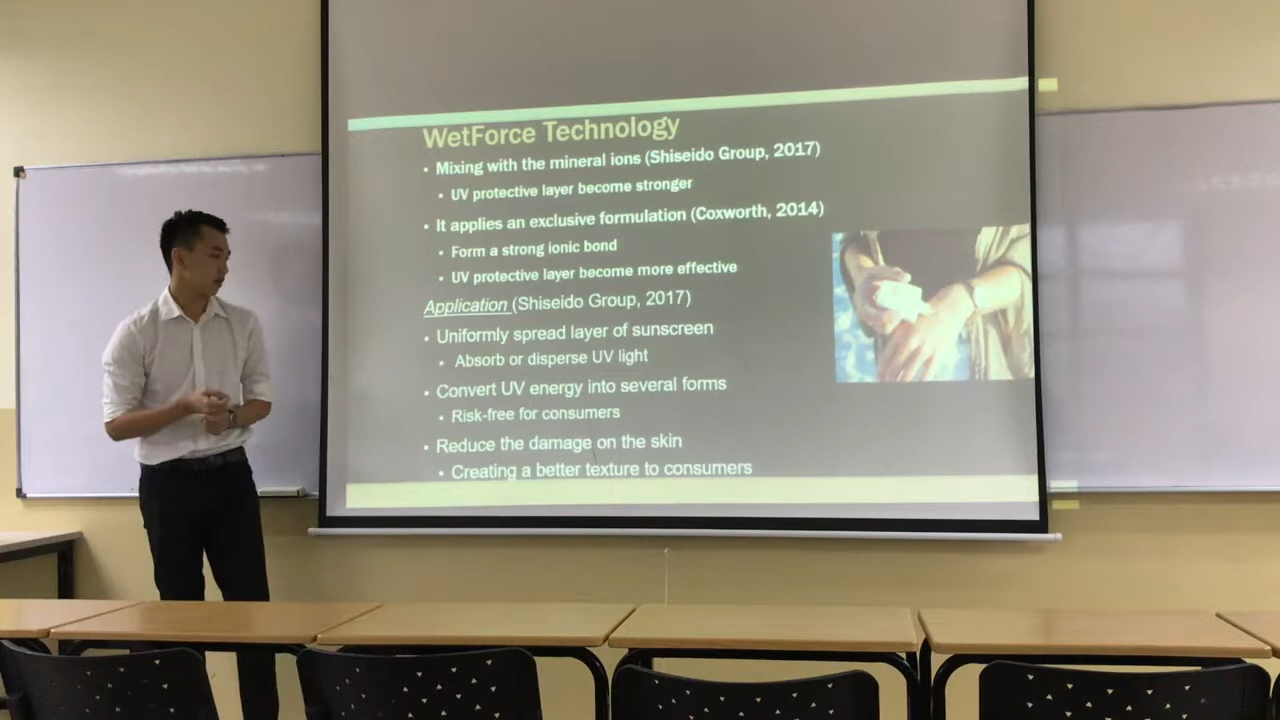 WetForce Technology
Mixing with the mineral ions (Shiseido Group, 2017)
UV protective layer become stronger
It applies an exclusive formulation (Coxworth, 2014)
Form a strong ionic bond
UV protective layer become more effective
Application (Shiseido Group, 2017)
Uniformly spread layer of sunscreen
Absorb or disperse UV light
Convert UV energy into several forms
Risk-free for consumers
Reduce the damage on the skin
Creating a better texture to consumers